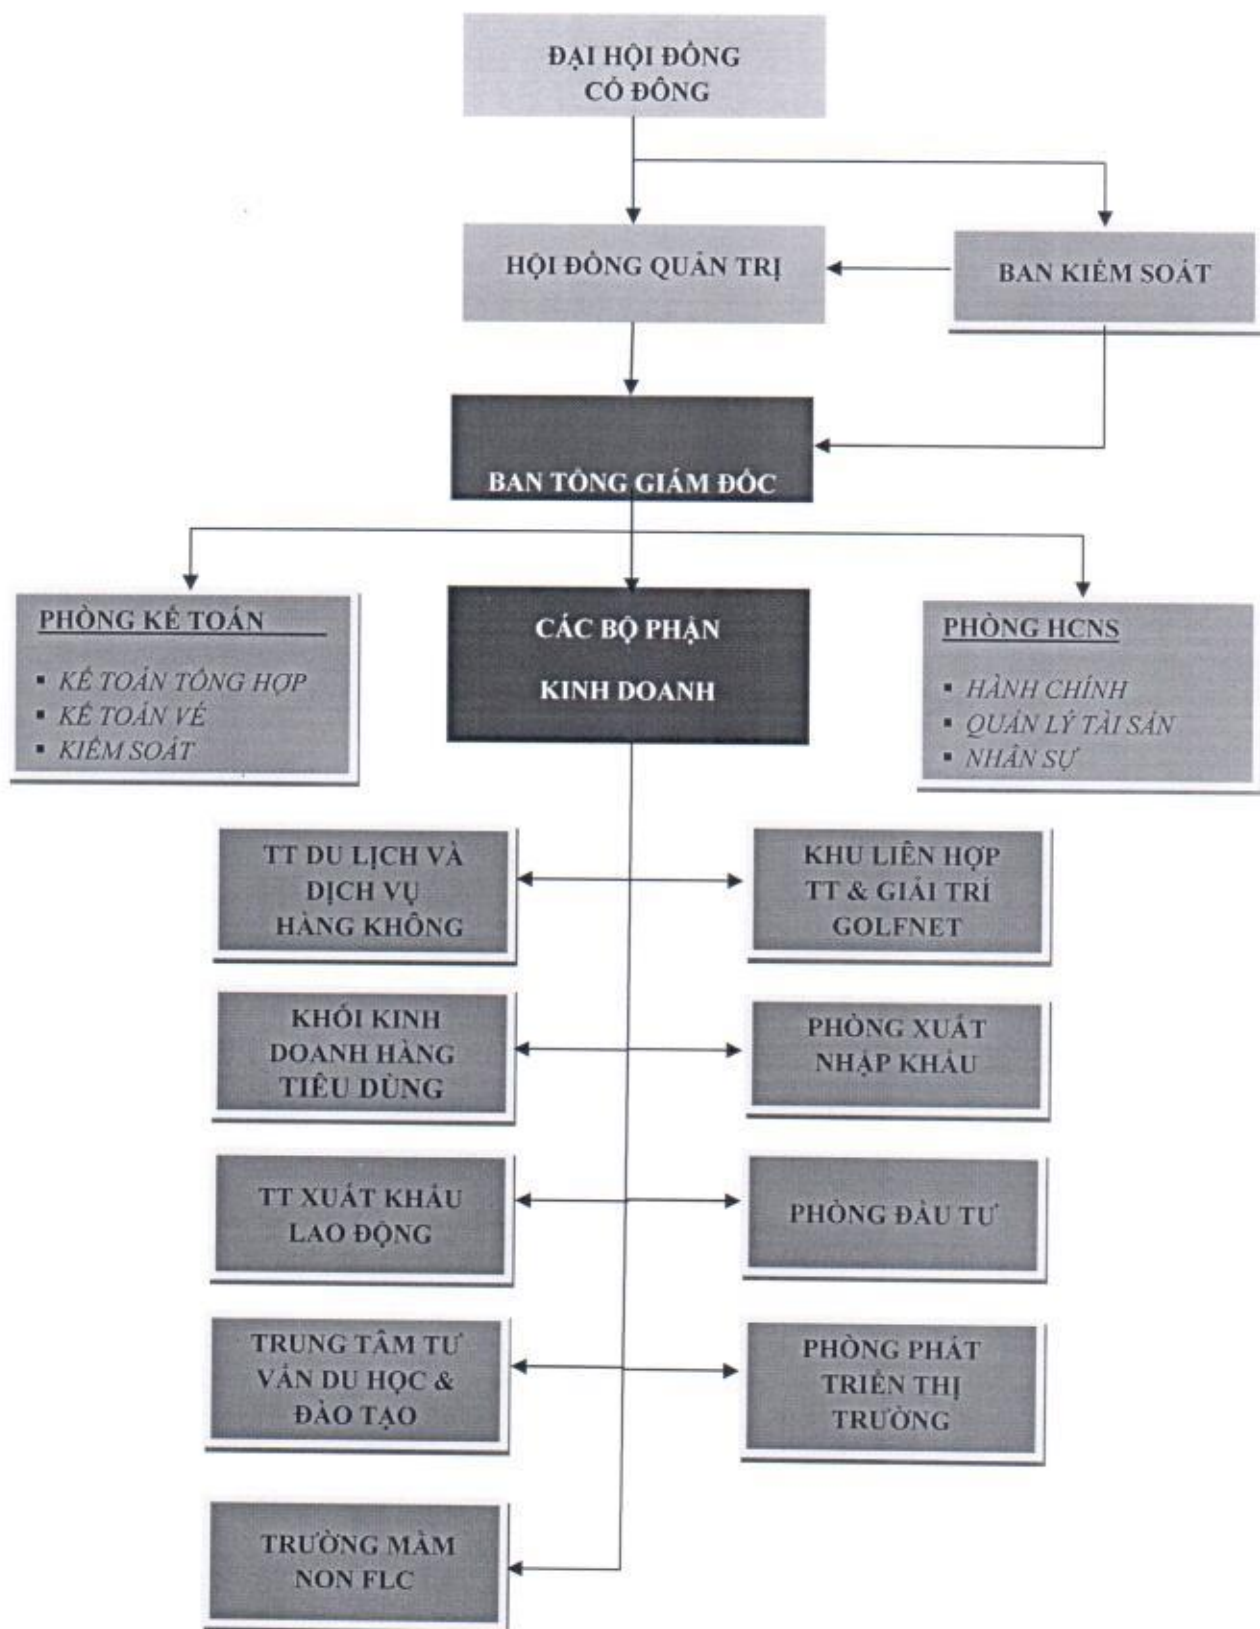 ĐẠI HỘI ĐỒNG
CỔ ĐÔNG
HỘI ĐỒNG QUẢN TRỊ
BAN KIỂM SOÁT
BAN TỔNG GIÁM ĐỐC
PHÒNG KẾ TOÁN
▪ KẾ TOÁN TỔNG HỢP
▪ KẾ TOÁN VÉ
▪ KIỂM SOÁT
CÁC BỘ PHẬN
KINH DOANH
PHÒNG HCNS
▪ HÀNH CHÍNH
▪ QUẢN LÝ TÀI SẢN
▪ NHÂN SỰ
TT DU LỊCH VÀ
DỊCH VỤ
HÀNG KHÔNG
KHU LIÊN HỢP
TT & GIẢI TRÍ
GOLFNET
KHỐI KINH
DOANH HÀNG
TIÊU DÙNG
PHÒNG XUẤT
NHẬP KHẨU
TT XUẤT KHẨU
LAO ĐỘNG
PHÒNG ĐẦU TƯ
TRUNG TÂM TƯ
VẤN DU HỌC &
ĐÀO TẠO
PHÒNG PHÁT
TRIỂN THỊ
TRƯỜNG
TRƯỜNG MẦM
NON FLC